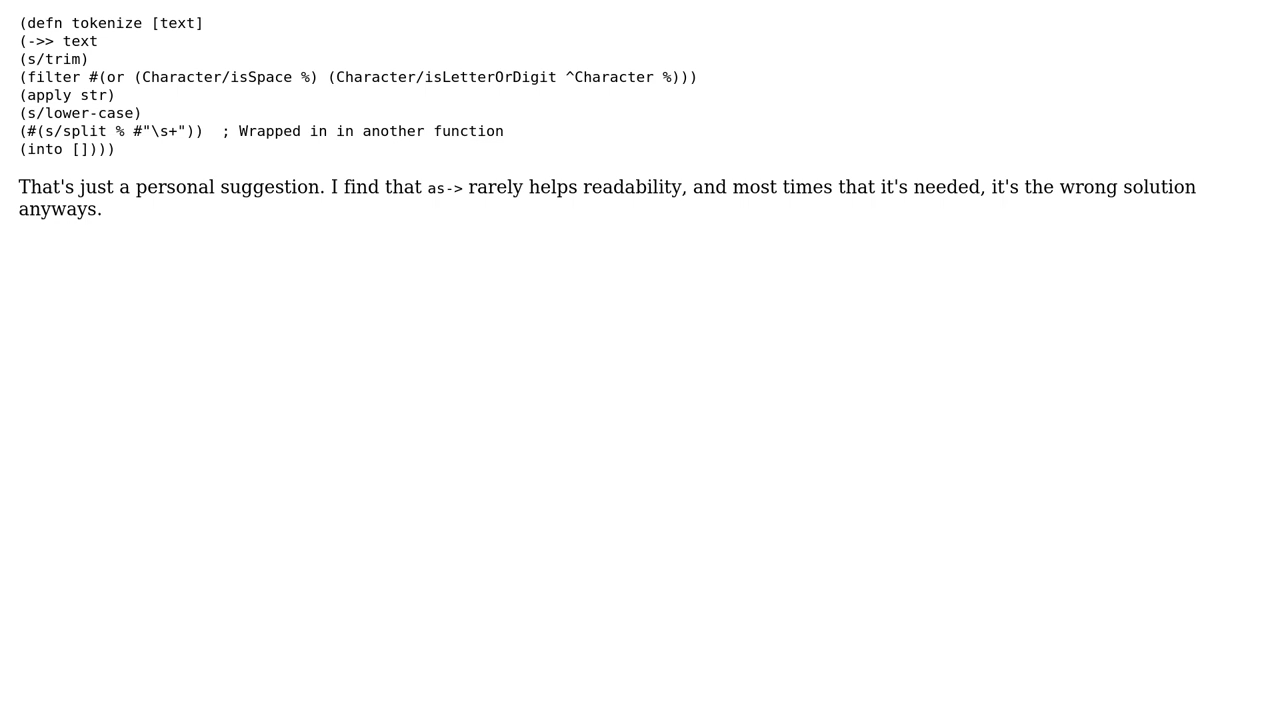 (defn tokenize [text]
(->> text
(s/trim)
(filter #(or (Character/isSpace %) (Character/isLetterOrDigit ^Character %)))
(apply str)
(s/lower-case)
(#(s/split % #"\s+"))  ; Wrapped in in another function
(into [])))
That's just a personal suggestion. I find that as-> rarely helps readability, and most times that it's needed, it's the wrong solution
anyways.